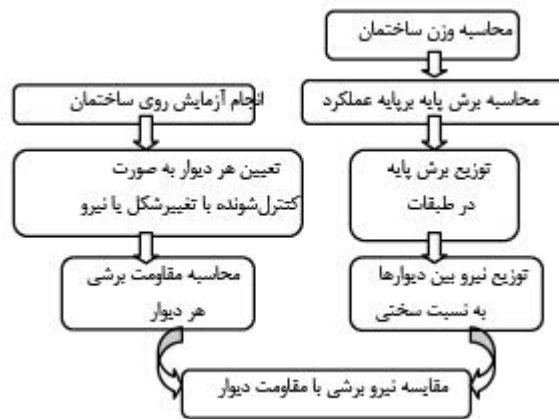 محاسبه وزن ساختمان
محاسبه برش پایه برپایه عملکرد
انجام آزمایش روی ساختمان
توزیع برش پایه
در طبقات
تعیین هر دیوار به صورت
کنترل‌شونده با تغییرشکل یا نیرو
توزیع نیرو بین دیوارها
به نسبت سختی
محاسبه مقاومت برشی
هر دیوار
مقایسه نیرو برشی با مقاومت دیوار